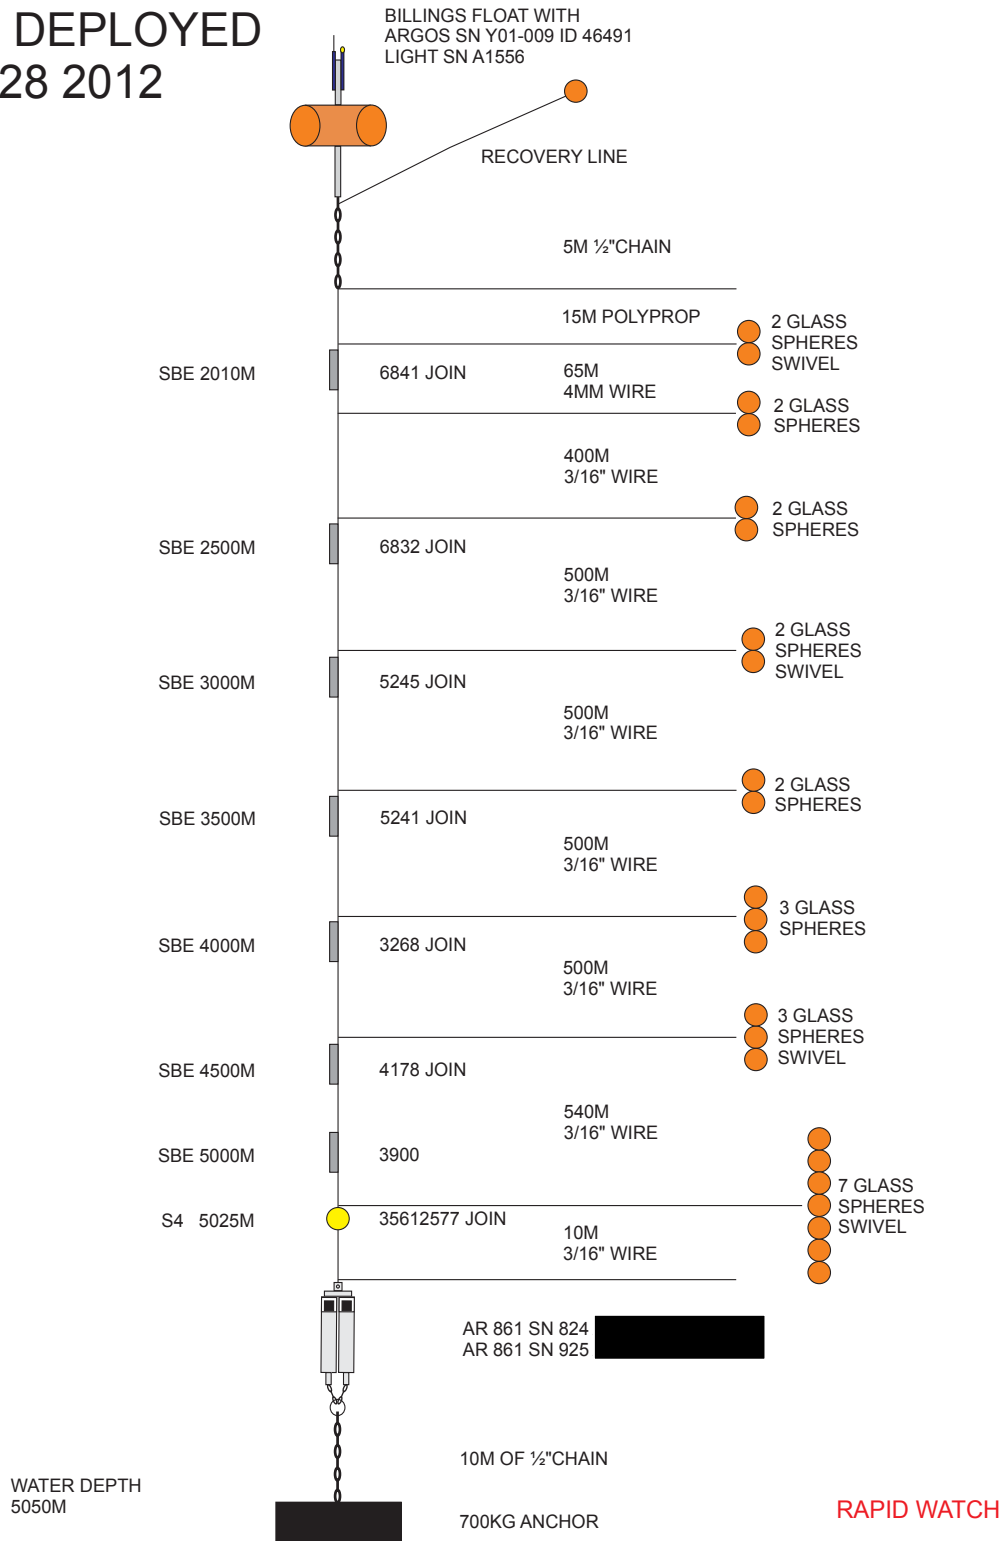 DEPLOYED
28 2012
BILLINGS FLOAT WITH
ARGOS SN Y01-009 ID 46491
LIGHT SN A1556
RECOVERY LINE
5M ½"CHAIN
15M POLYPROP
2 GLASS
SPHERES
SWIVEL
SBE 2010M
6841 JOIN
65M
4MM WIRE
2 GLASS
SPHERES
400M
3/16" WIRE
2 GLASS
SPHERES
SBE 2500M
6832 JOIN
500M
3/16" WIRE
2 GLASS
SPHERES
SWIVEL
SBE 3000M
5245 JOIN
500M
3/16" WIRE
2 GLASS
SPHERES
SBE 3500M
5241 JOIN
500M
3/16" WIRE
3 GLASS
SPHERES
SBE 4000M
3268 JOIN
500M
3/16" WIRE
3 GLASS
SPHERES
SWIVEL
SBE 4500M
4178 JOIN
540M
3/16" WIRE
SBE 5000M
3900
7 GLASS
SPHERES
SWIVEL
S4 5025M
35612577 JOIN
10M
3/16" WIRE
AR 861 SN 824
AR 861 SN 925
10M OF ½"CHAIN
WATER DEPTH
5050M
700KG ANCHOR
RAPID WATCH